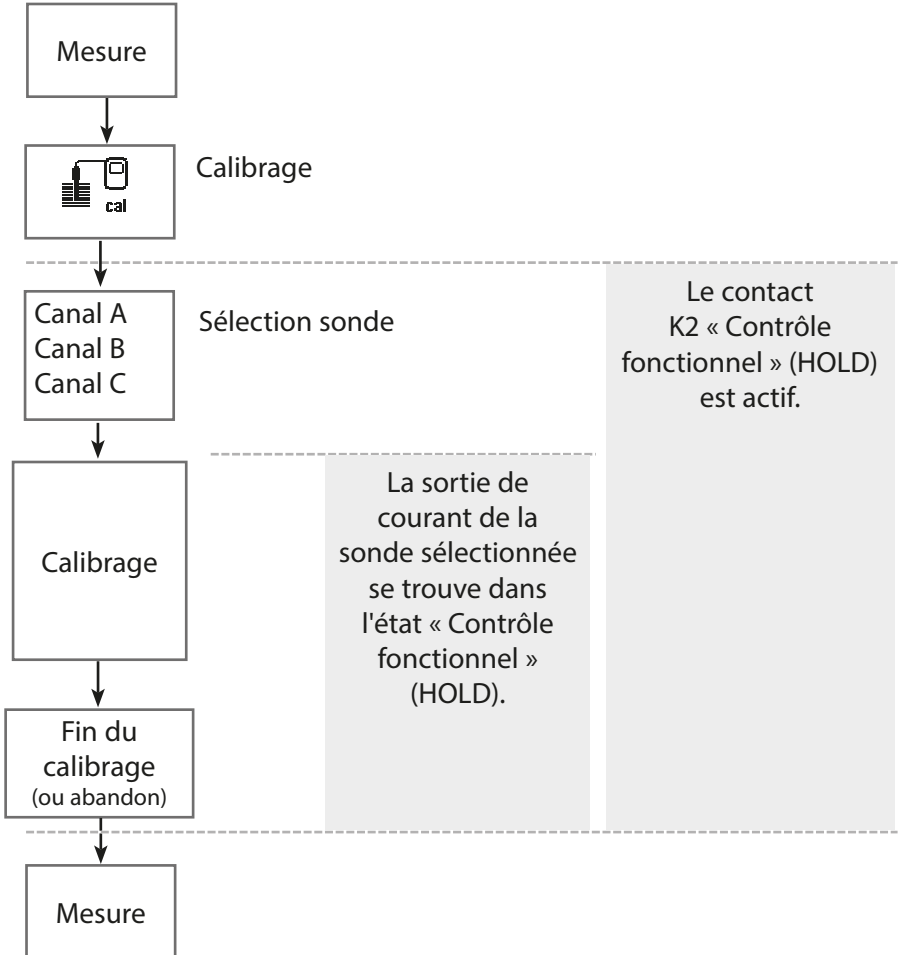 Mesure
cal
Calibrage
Canal A
Canal B
Canal C
Sélection sonde
Le contact
K2 « Contrôle
fonctionnel » (HOLD)
est actif.
Calibrage
La sortie de
courant de la
sonde sélectionnée
se trouve dans
l'état « Contrôle
fonctionnel »
(HOLD).
Fin du
calibrage
(ou abandon)
Mesure